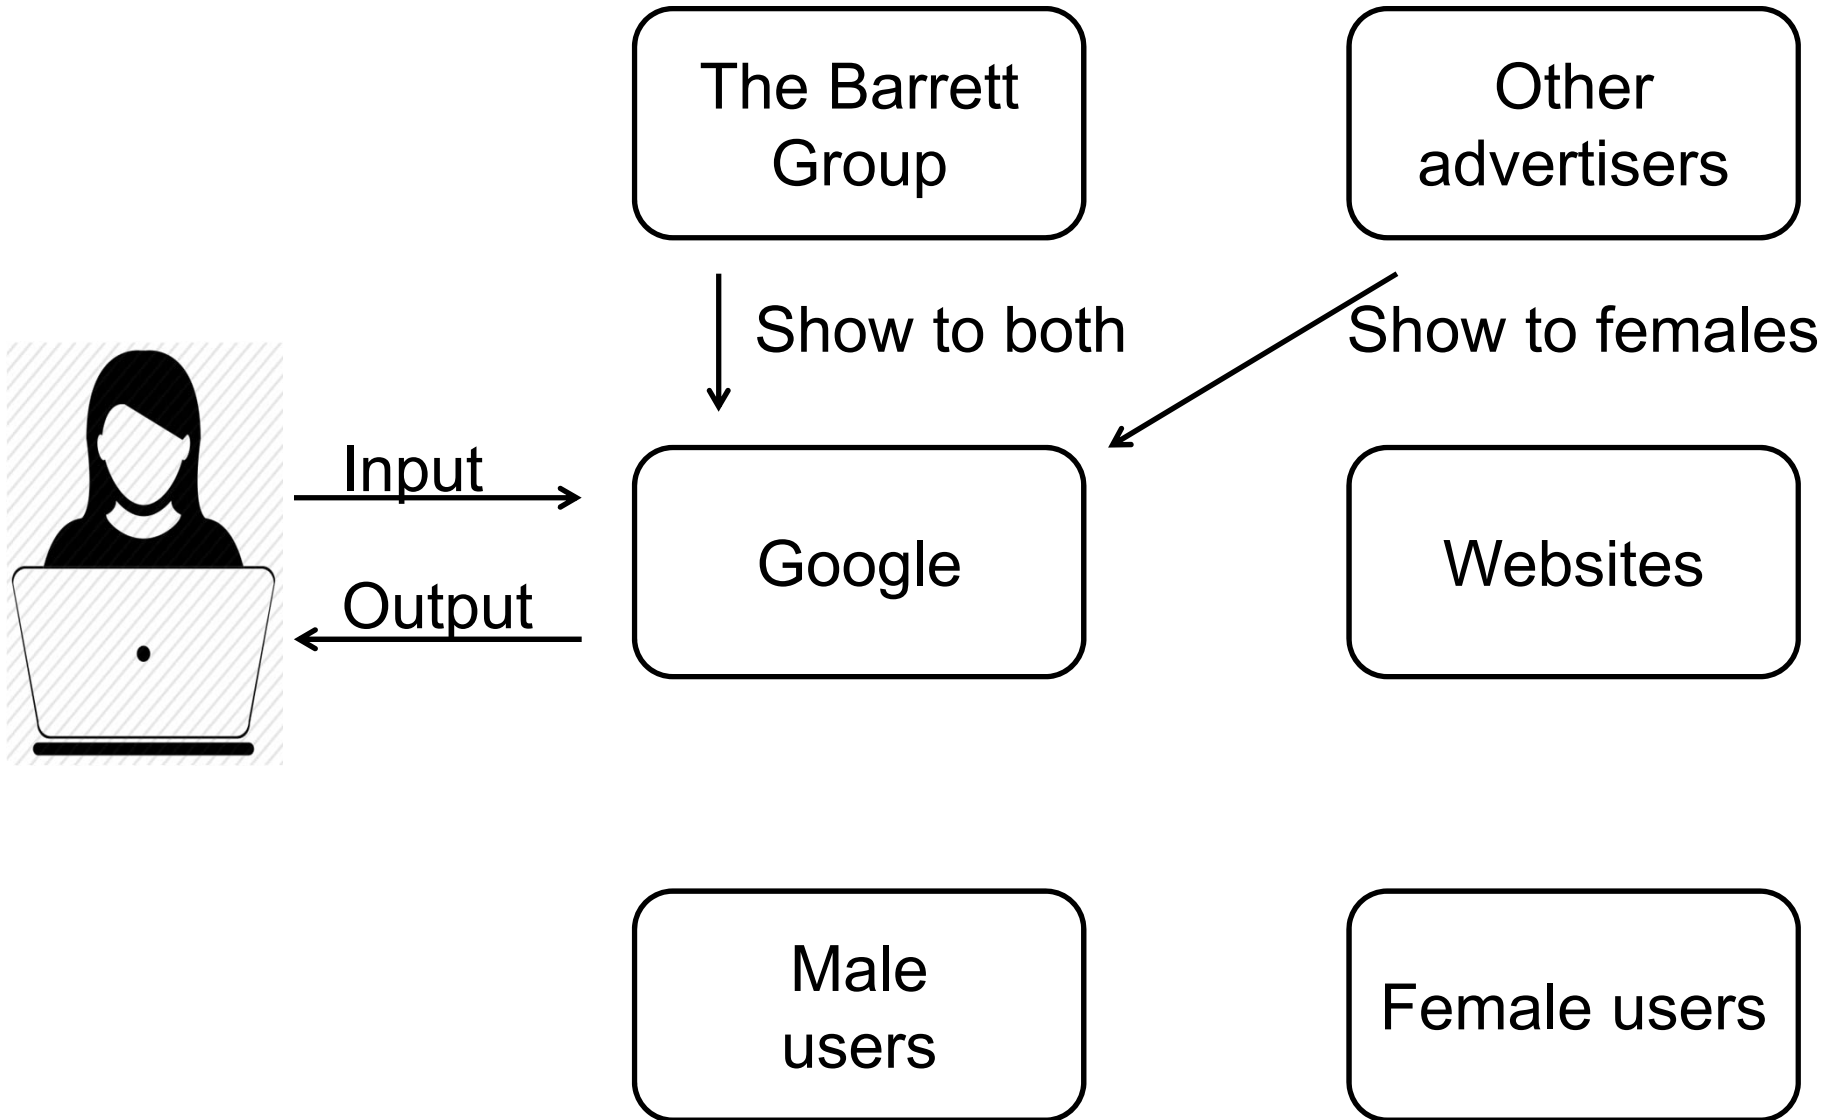 The Barrett
Group
Other
advertisers
Show to both
Show to females
Input
Google
Websites
Output
Male
users
Female users